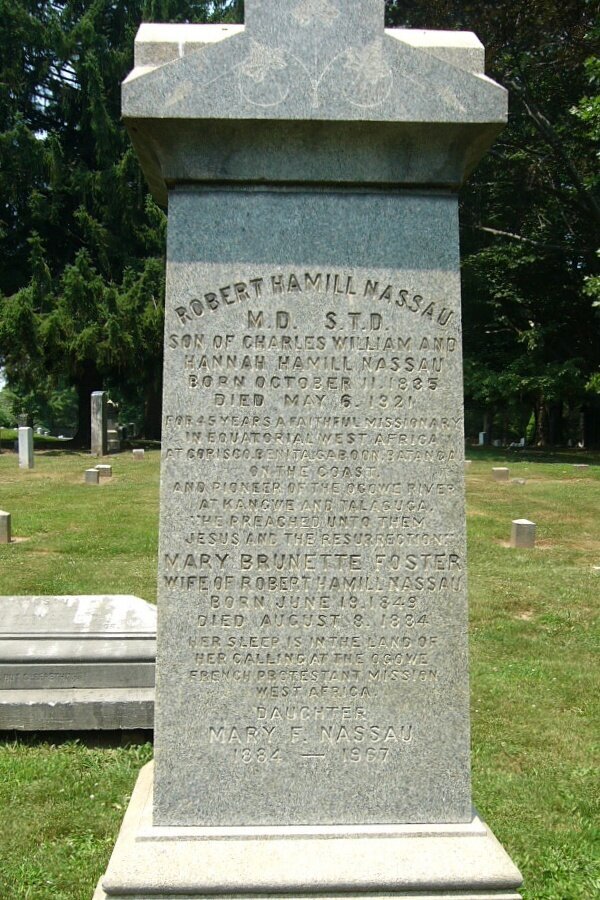 ROBERT HAMILL NASSAU
M.D. S.T.D.
SON OF CHARLES WILLIAM AND
HANNAH HAMILL NASSAU
BORN OCTOBER 11. 1835
DIED MAY 6. 1921
FOR 45 YEARS A FAITHFUL MISSIONARY
IN EQUATORIAL WEST AFRICA
AT CORISCO. BENITA. GABOON. BATANGA
ON THE COAST.
AND PIONEER OF THE OGOWE RIVER
AT KANGWE AND TALAGUGA.
"HE PREACHED UNTO THEM
JESUS AND THE RESURRECTION"
MARY BRUNETTE FOSTER
WIFE OF ROBERT HAMILL NASSAU
BORN JUNE 19. 1849
DIED AUGUST 8. 1884
HER SLEEP IS IN THE LAND OF
HER CALLING AT THE OGOWE
FRENCH PROTESTANT MISSION
WEST AFRICA.
DAUGHTER
MARY F. NASSAU
1884 — 1967